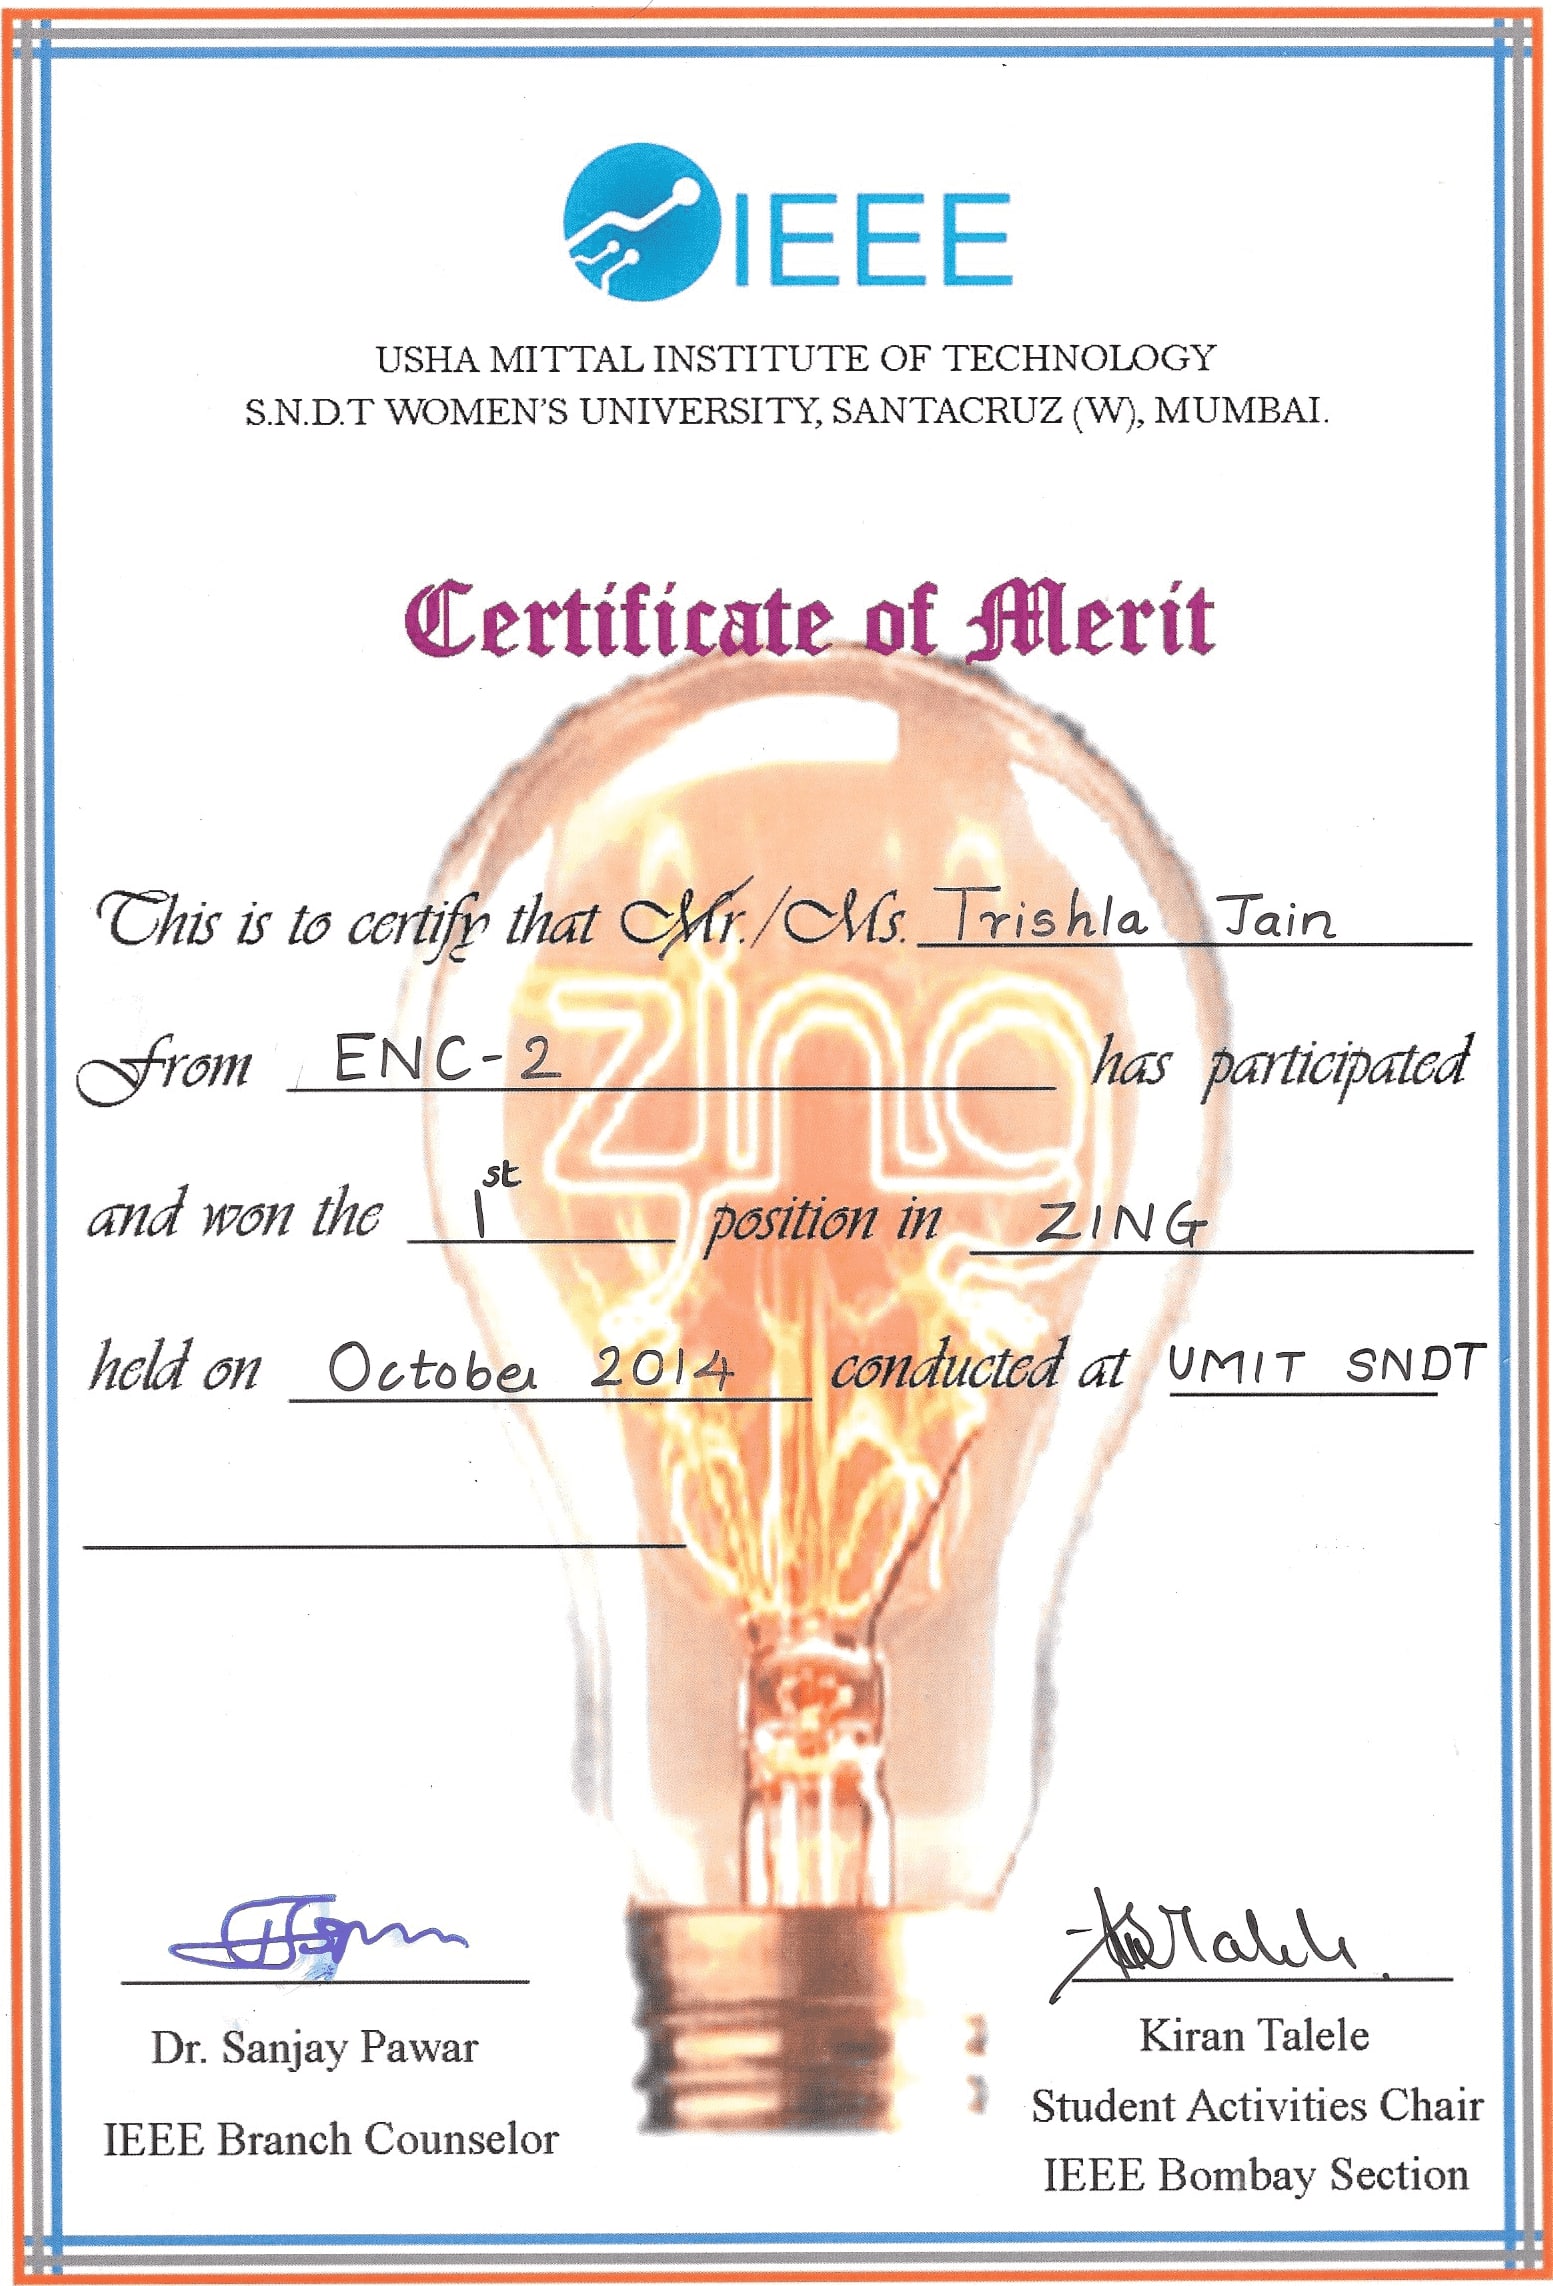 IEEE
USHA MITTAL INSTITUTE OF TECHNOLOGY
S.N.D.T WOMEN'S UNIVERSITY, SANTACRUZ (W), MUMBAI.
Certificate of Merit
This is to certify that Mr./Ms. Trishla Jain
zing
From ENC-2 has participated
and won the 1st position in ZING
held on October 2014 conducted at UMIT SNDT
Dr. Sanjay Pawar
IEEE Branch Counselor
Talele
Kiran Talele
Student Activities Chair
IEEE Bombay Section